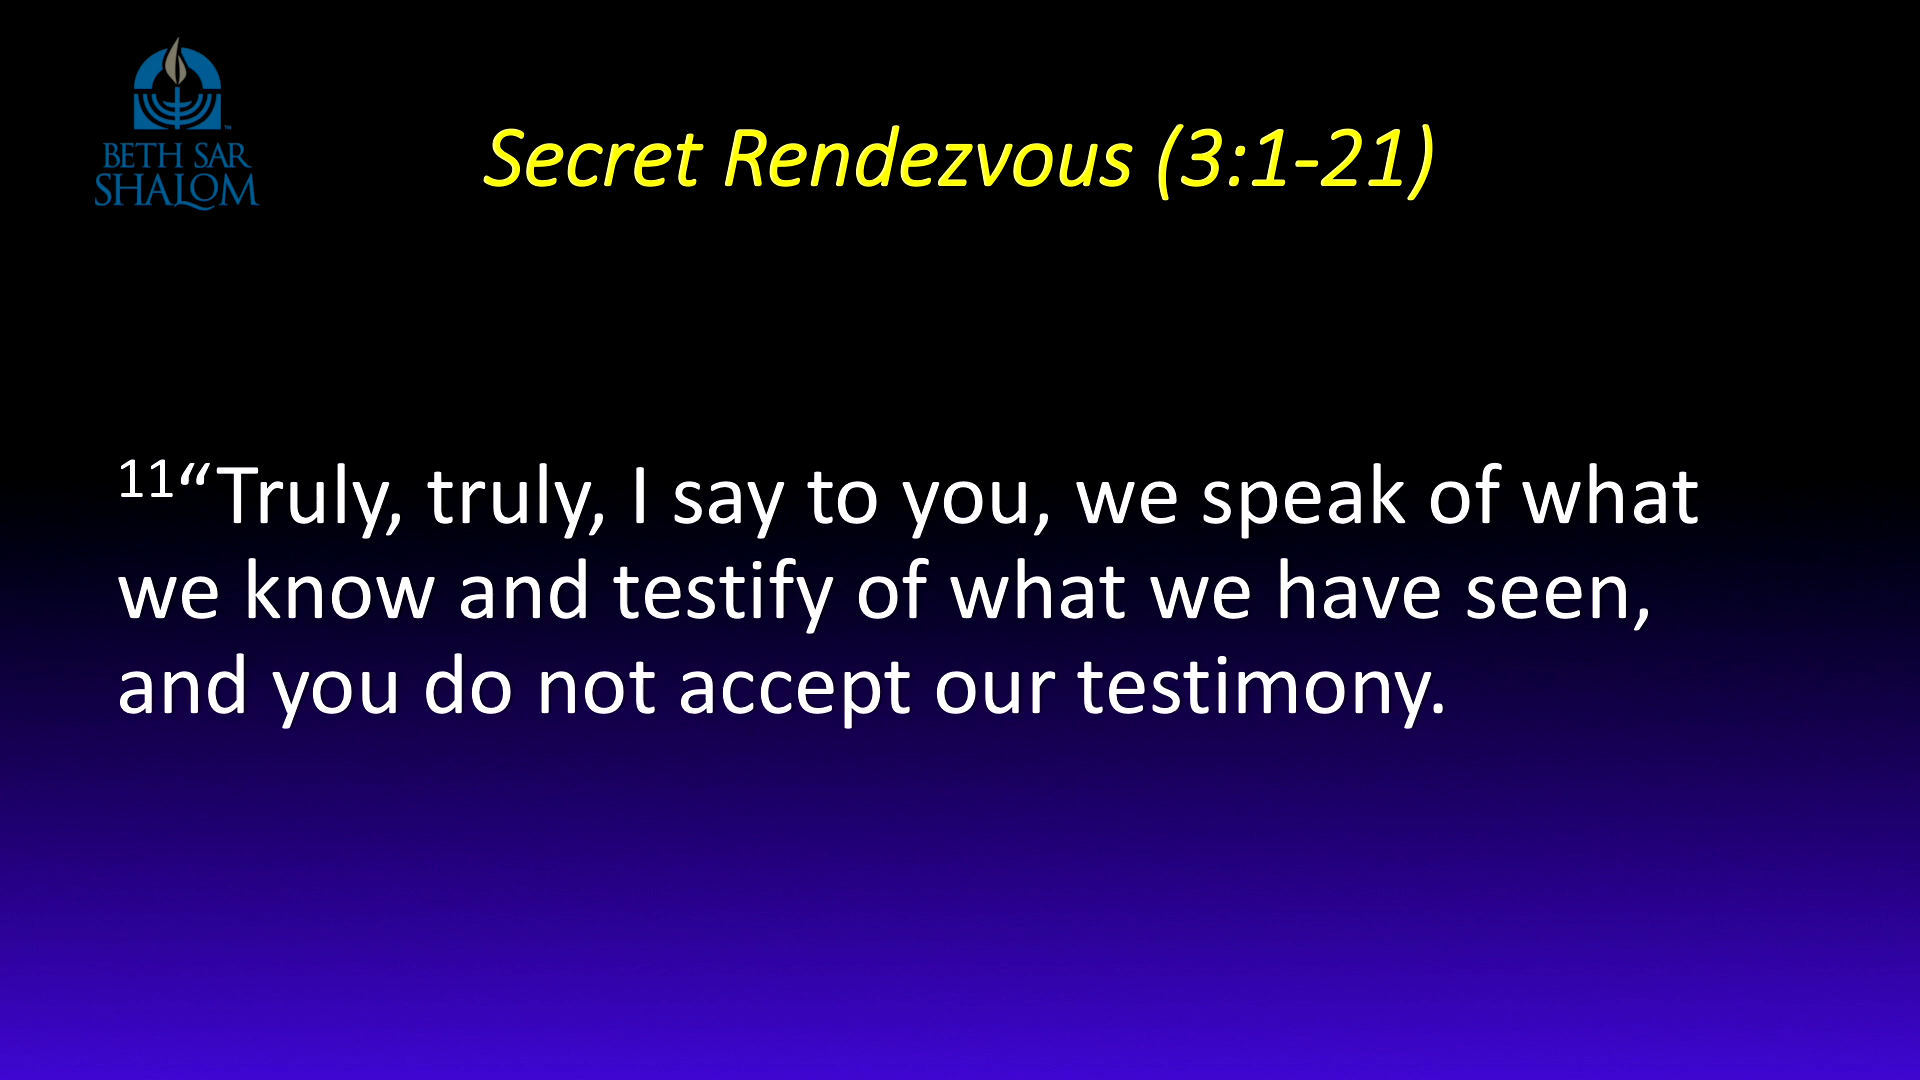 BETH SAR
SHALOM
Secret Rendezvous (3:1-21)
11“Truly, truly, I say to you, we speak of what
we know and testify of what we have seen,
and you do not accept our testimony.